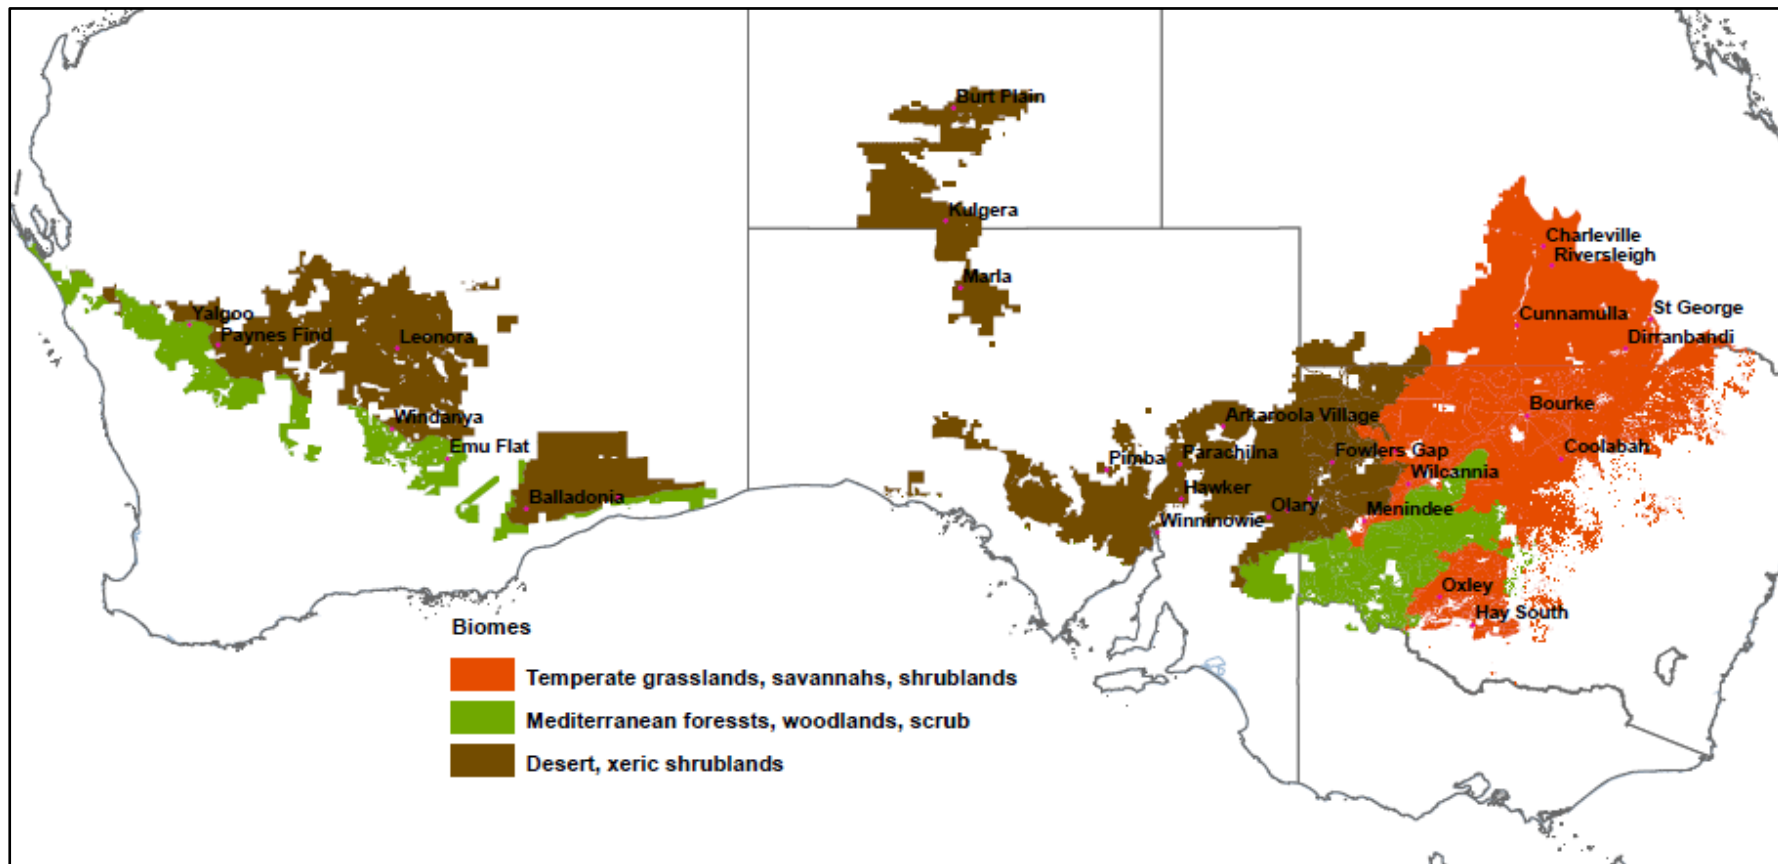 Burt Plain
Kulgera
Charleville
Riversleigh
Marla
Yalgoo
Cunnamulla
St George
Paynes Find
Leonora
Dirranbandi
Windanya
Arkaroola Village
Bourke
Emu Flat
Pimba
Parachilna
Fowlers Gap
Coolabah
Wilcannia
Balladonia
Hawker
Olary
Menindee
Winninowie
Oxley
Hay South
Biomes
Temperate grasslands, savannahs, shrublands
Mediterranean foressts, woodlands, scrub
Desert, xeric shrublands